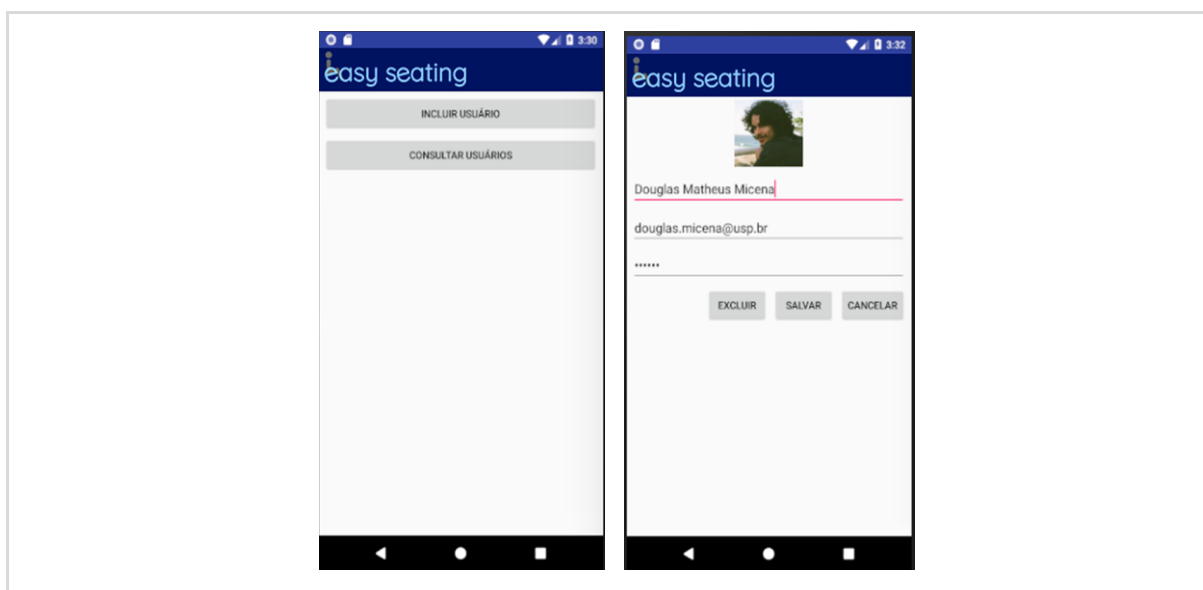 3:30
easy seating
INCLUIR USUÁRIO
CONSULTAR USUÁRIOS
3:32
easy seating
Douglas Matheus Micena
douglas.micena@usp.br
••••••
EXCLUIR SALVAR CANCELAR